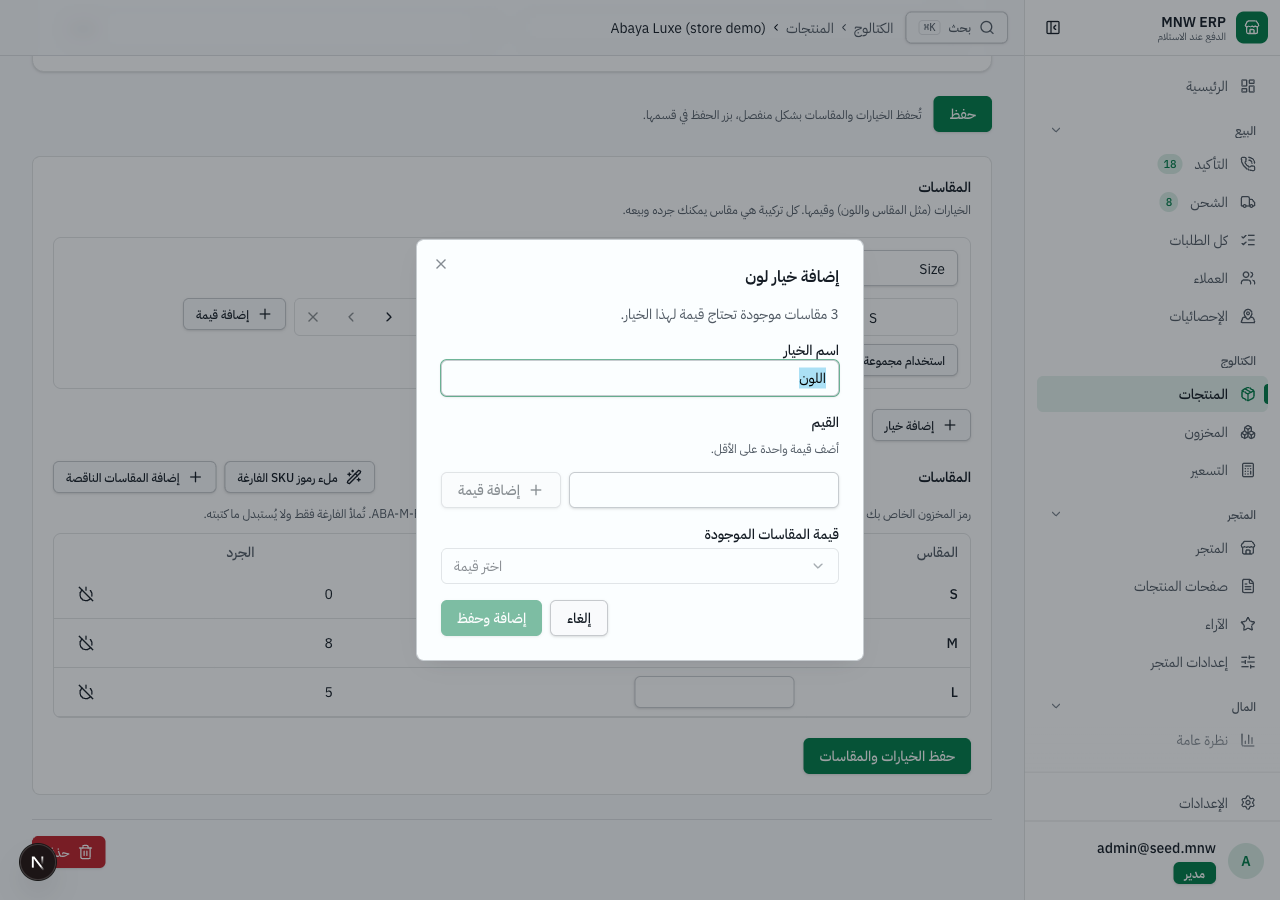 MNW ERP
الدفع عند الاستلام
الرئيسية
البيع
التأكيد 18
الشحن 8
كل الطلبات
العملاء
الإحصائيات
الكتالوج
المنتجات
المخزون
التسعير
المتجر
المتجر
صفحات المنتجات
الآراء
إعدادات المتجر
المال
نظرة عامة
الإعدادات
admin@seed.mnw
مدير
A
بحث ⌘K
الكتالوج › المنتجات › Abaya Luxe (store demo)
حفظ
تُحفظ الخيارات والمقاسات بشكل منفصل، بزر الحفظ في قسمها.
المقاسات
الخيارات (مثل المقاس واللون) وقيمها. كل تركيبة هي مقاس يمكنك جرده وبيعه.
Size
S
إضافة قيمة
استخدام مجموعة
إضافة خيار
المقاسات
ملء رموز SKU الفارغة
إضافة المقاسات الناقصة
رمز المخزون الخاص بك
ABA-M-. تُملأ الفارغة فقط ولا يُستبدل ما كتبته.
المقاس
الجرد
S
0
M
8
L
5
حفظ الخيارات والمقاسات
N
إضافة خيار لون
3 مقاسات موجودة تحتاج قيمة لهذا الخيار.
اسم الخيار
اللون
القيم
أضف قيمة واحدة على الأقل.
إضافة قيمة
قيمة المقاسات الموجودة
اختر قيمة
إلغاء
إضافة وحفظ